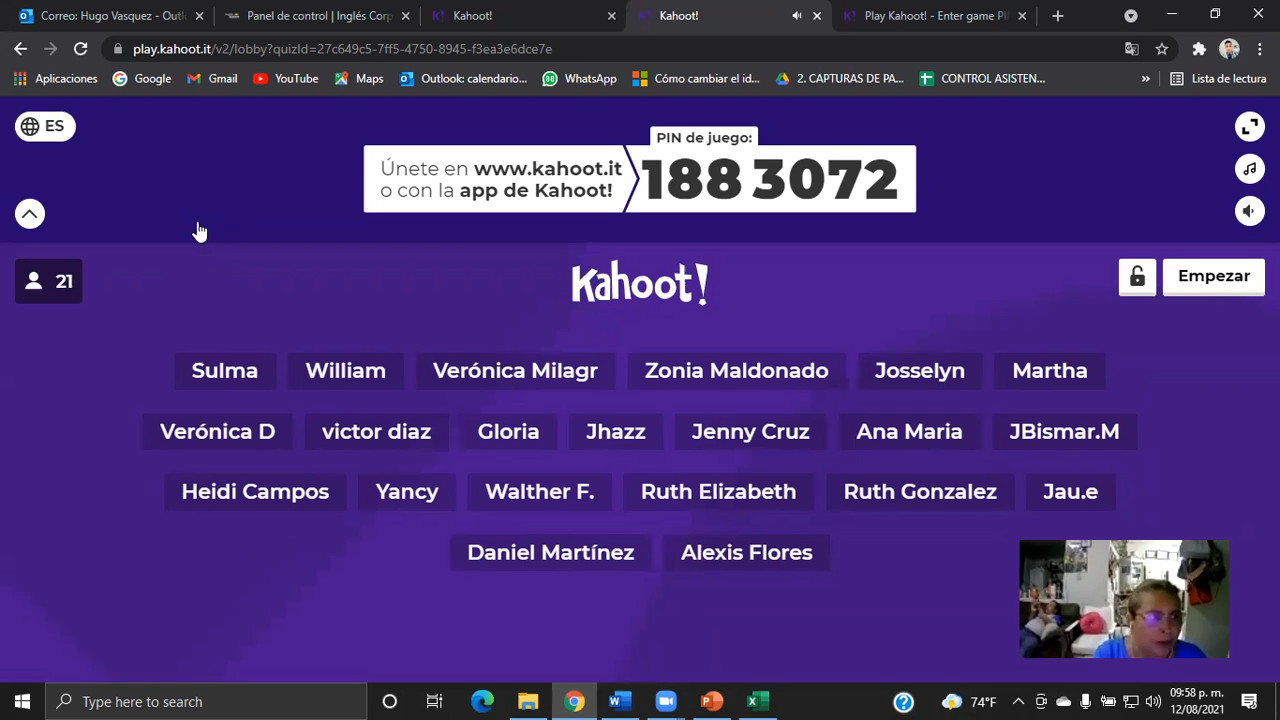 Correo: Hugo Vasquez - Outl
Panel de control | Inglés Corp
Kahoot!
Kahoot!
Play Kahoot! - Enter game PI
play.kahoot.it/v2/lobby?quizId=27c649c5-7ff5-4750-8945-f3ea3e6dce7e
Aplicaciones
Google
Gmail
YouTube
Maps
Outlook: calendario...
WhatsApp
Cómo cambiar el id...
2. CAPTURAS DE PA...
CONTROL ASISTEN...
»
Lista de lectura
ES
PIN de juego:
Únete en www.kahoot.it
o con la app de Kahoot!
188 3072
21
Kahoot!
Empezar
Sulma
William
Verónica Milagr
Zonia Maldonado
Josselyn
Martha
Verónica D
victor diaz
Gloria
Jhazz
Jenny Cruz
Ana Maria
JBismar.M
Heidi Campos
Yancy
Walther F.
Ruth Elizabeth
Ruth Gonzalez
Jau.e
Daniel Martínez
Alexis Flores
Type here to search
74°F
09:58 p. m.
12/08/2021